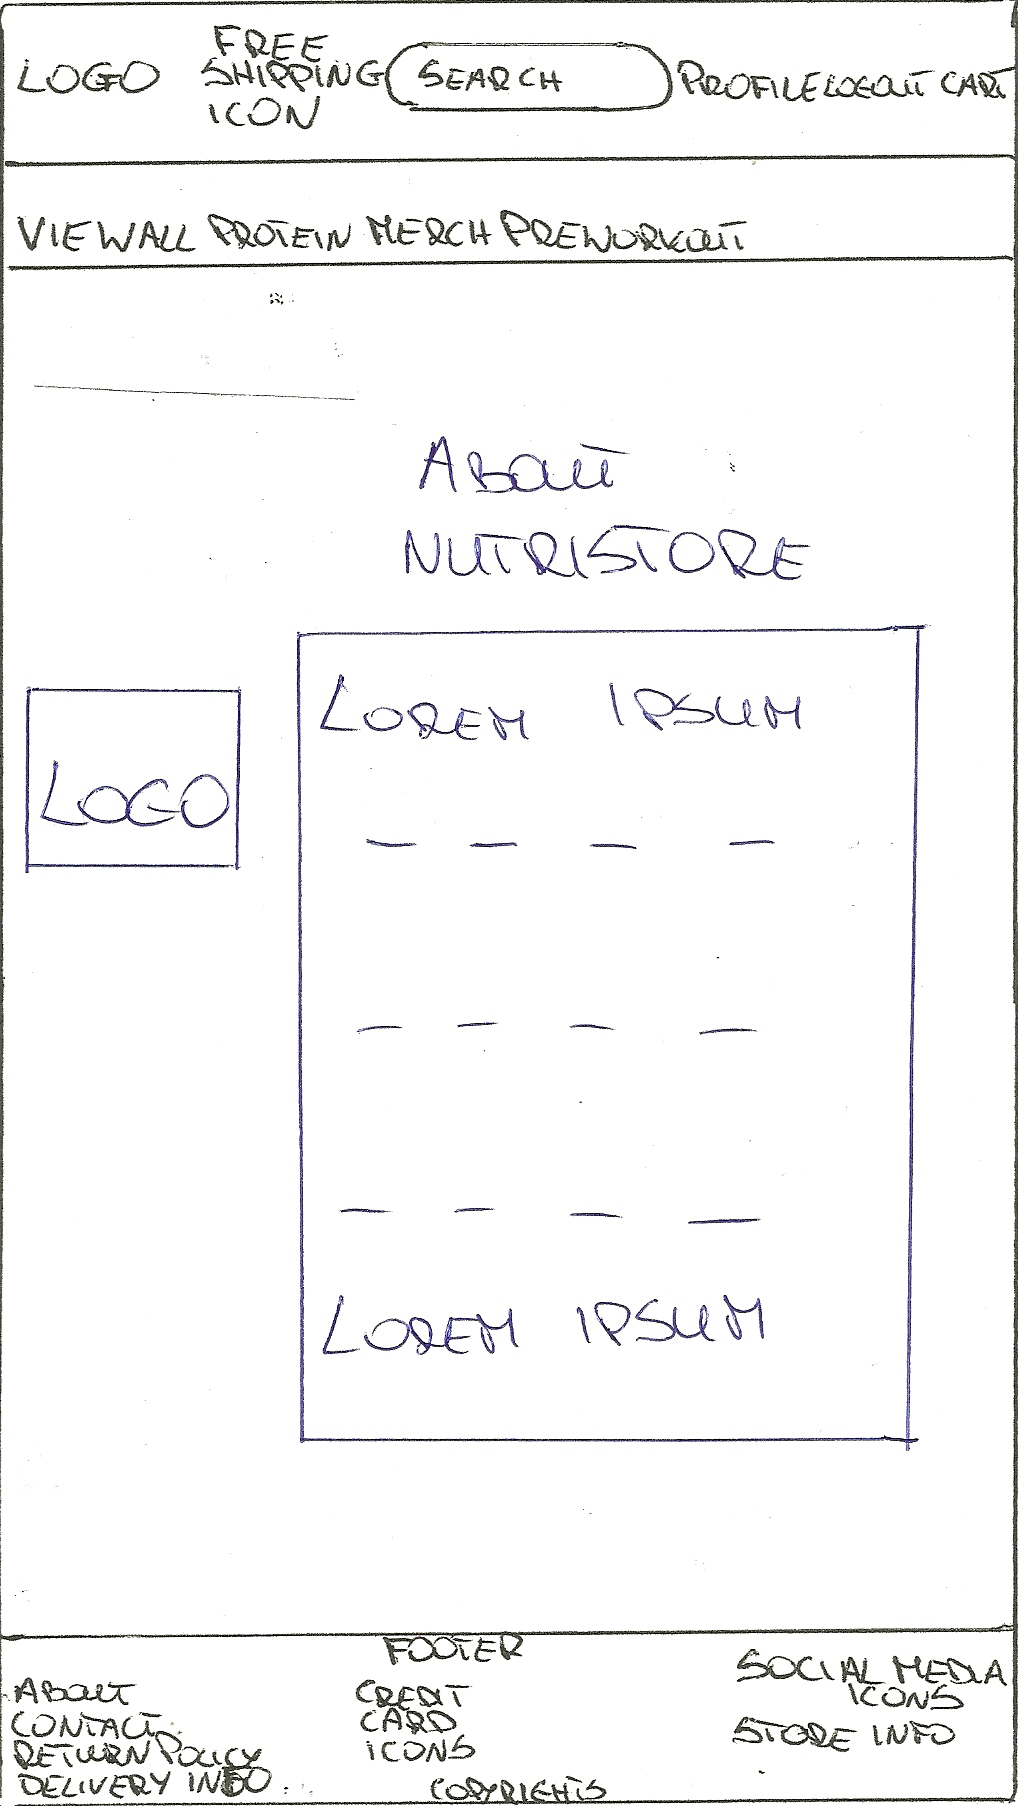 LOGO FREE SHIPPING ICON SEARCH PROFILE LOGOUT CART
VIEW ALL PROTEIN MERCH PREWORKOUT
ABOUT
NUTRISTORE
LOGO
LOREM IPSUM
LOREM IPSUM
FOOTER
ABOUT
CONTACT
RETURN POLICY
DELIVERY INFO
CREDIT
CARD
ICONS
COPYRIGHTS
SOCIAL MEDIA
ICONS
STORE INFO